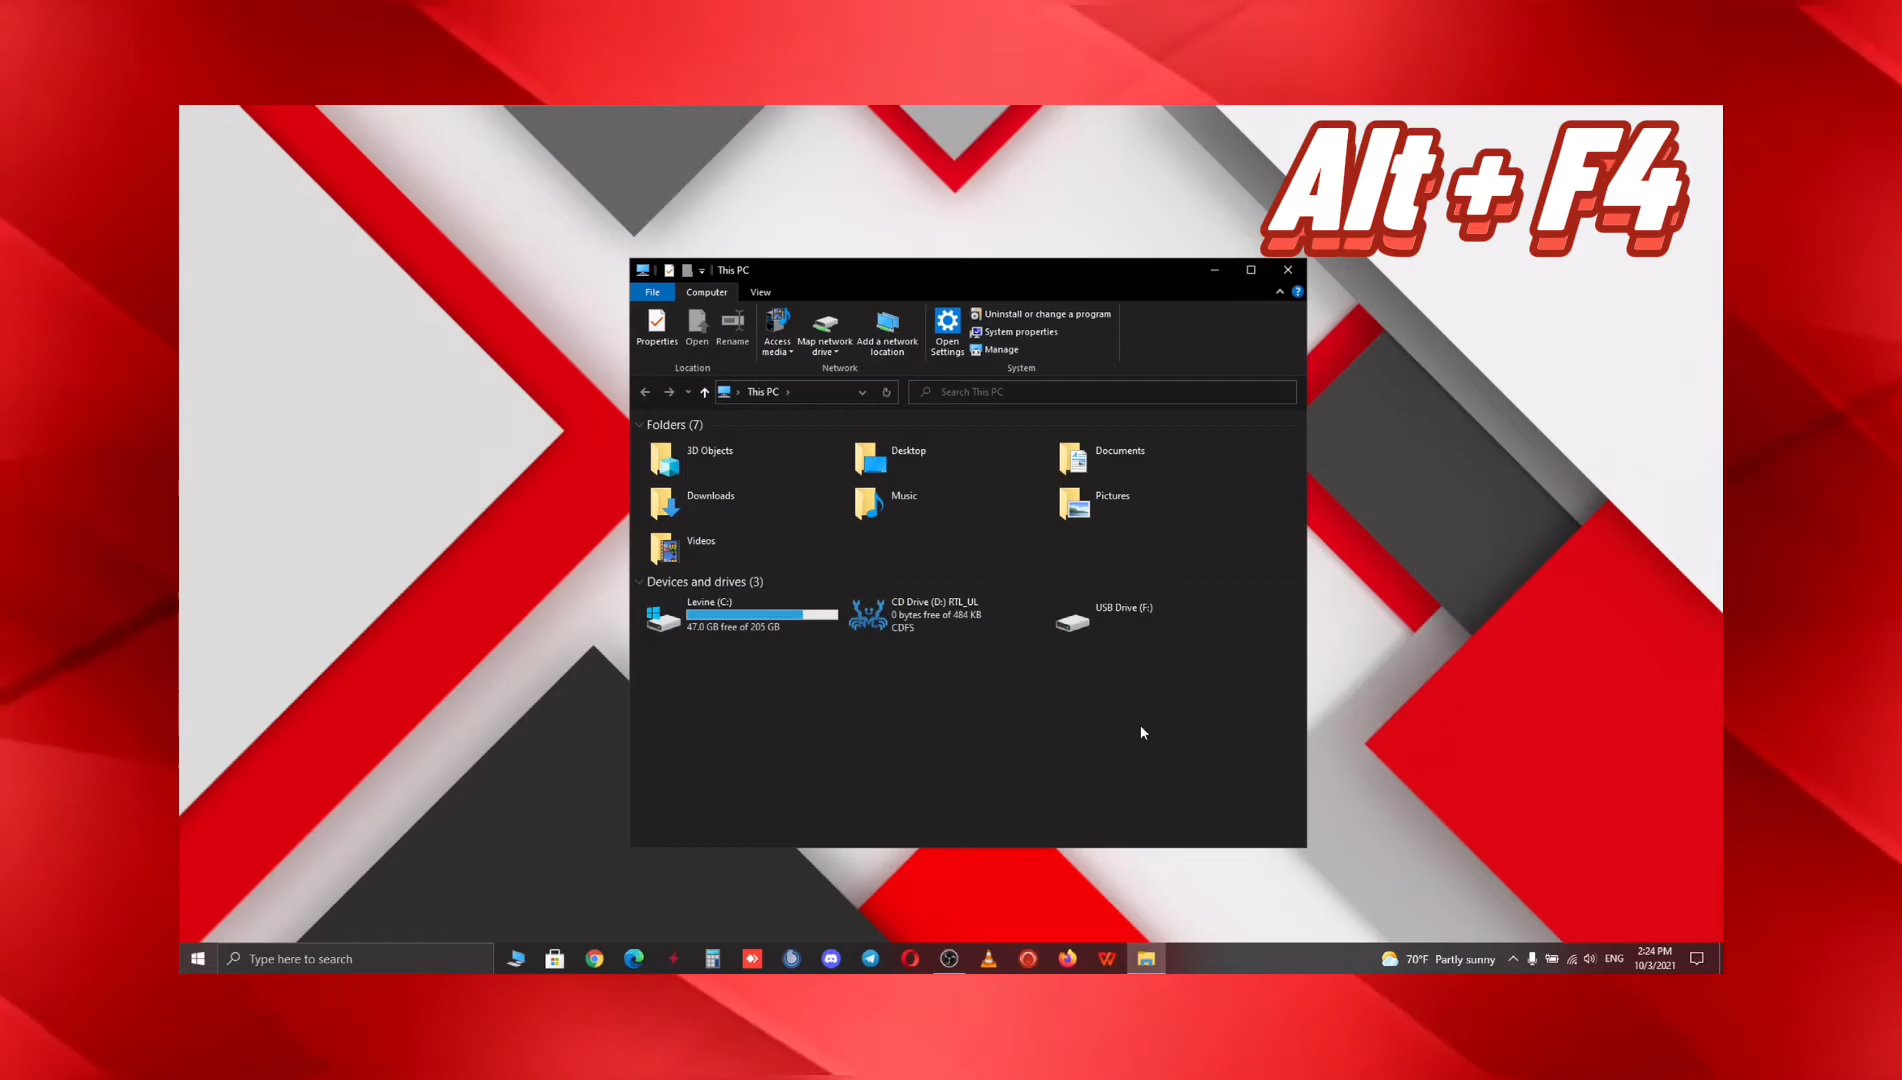 Alt + F4
This PC
File
Computer
View
Properties
Open
Rename
Access media
Map network drive
Add a network location
Open Settings
Uninstall or change a program
System properties
Manage
Location
Network
System
This PC
Search This PC
Folders (7)
3D Objects
Desktop
Documents
Downloads
Music
Pictures
Videos
Devices and drives (3)
Levine (C:)
47.0 GB free of 205 GB
CD Drive (D:) RTL_UL
0 bytes free of 484 KB
CDFS
USB Drive (F:)
Type here to search
70°F Partly sunny
ENG
2:24 PM
10/3/2021